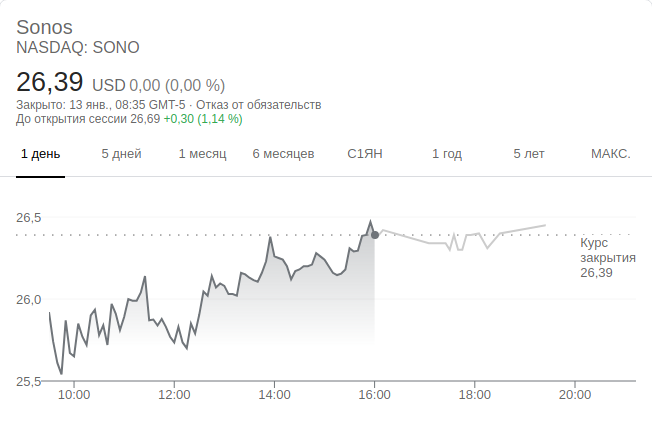 Sonos
NASDAQ: SONO
26,39 USD 0,00 (0,00 %)
Закрыто: 13 янв., 08:35 GMT-5 · Отказ от обязательств
До открытия сессии 26,69 +0,30 (1,14 %)
1 день 5 дней 1 месяц 6 месяцев С1ЯН 1 год 5 лет МАКС.
26,5
Курс
закрытия
26,39
26,0
25,5
10:00 12:00 14:00 16:00 18:00 20:00